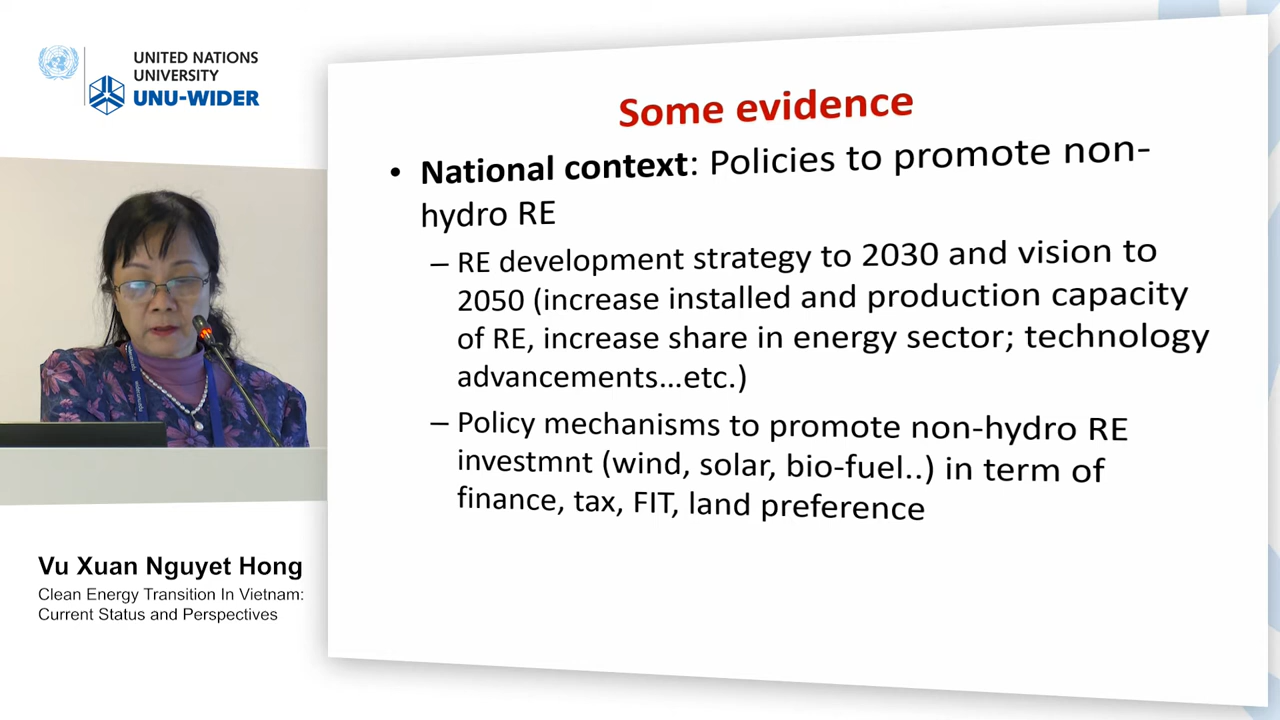 UNITED NATIONS
UNIVERSITY
UNU-WIDER
Some evidence
• National context: Policies to promote non-
hydro RE
– RE development strategy to 2030 and vision to
2050 (increase installed and production capacity
of RE, increase share in energy sector; technology
advancements...etc.)
– Policy mechanisms to promote non-hydro RE
investmnt (wind, solar, bio-fuel..) in term of
finance, tax, FIT, land preference
Vu Xuan Nguyet Hong
Clean Energy Transition In Vietnam:
Current Status and Perspectives